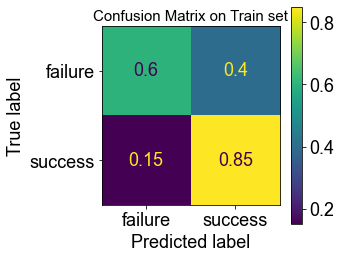 Confusion Matrix on Train set
True label
failure
success
0.6
0.4
0.15
0.85
failure
success
Predicted label
0.8
0.6
0.4
0.2